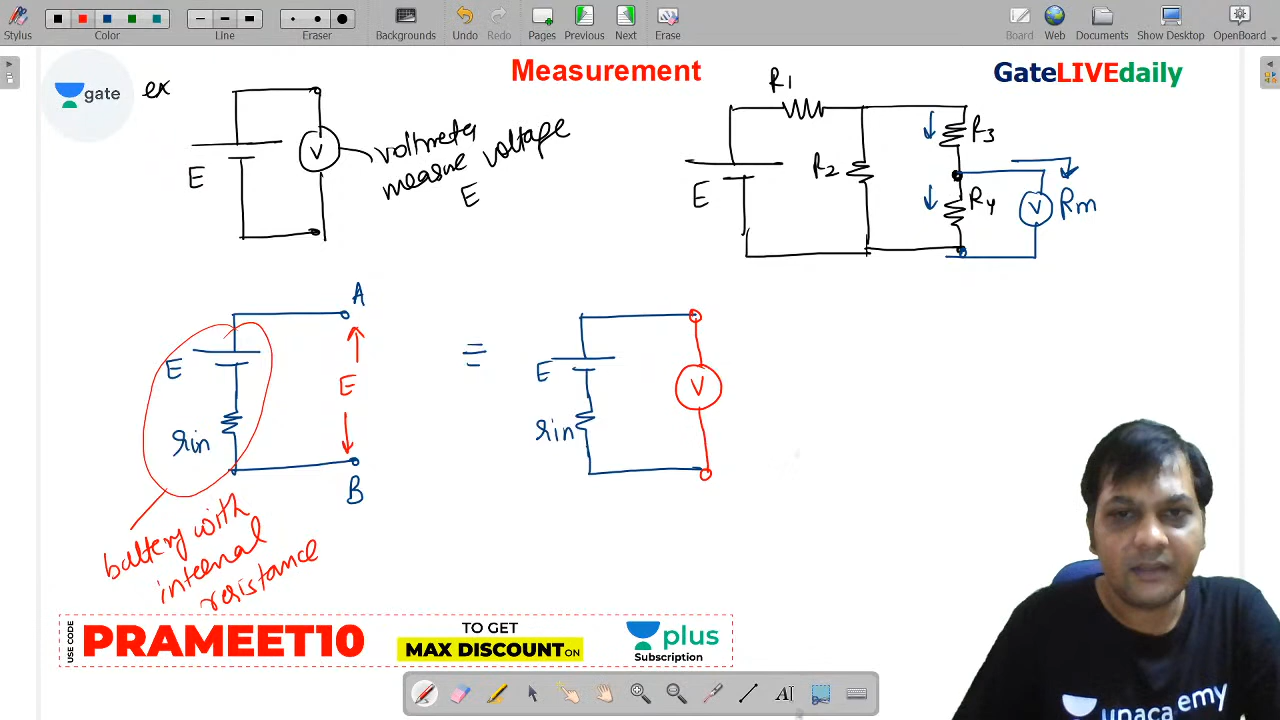 Stylus
Color
Line
Eraser
Backgrounds
Undo
Redo
Pages
Previous
Next
Erase
Board
Web
Documents
Show Desktop
OpenBoard
gate
Measurement
GateLIVEdaily
ex
E
V
voltmeter
measure voltage
E
E
R1
R2
R3
R4
V
Rm
A
E
rin
E
B
battery with
internal
resistance
=
E
rin
V
USE CODE
PRAMEET10
TO GET
MAX DISCOUNT ON
plus
Subscription
unacademy